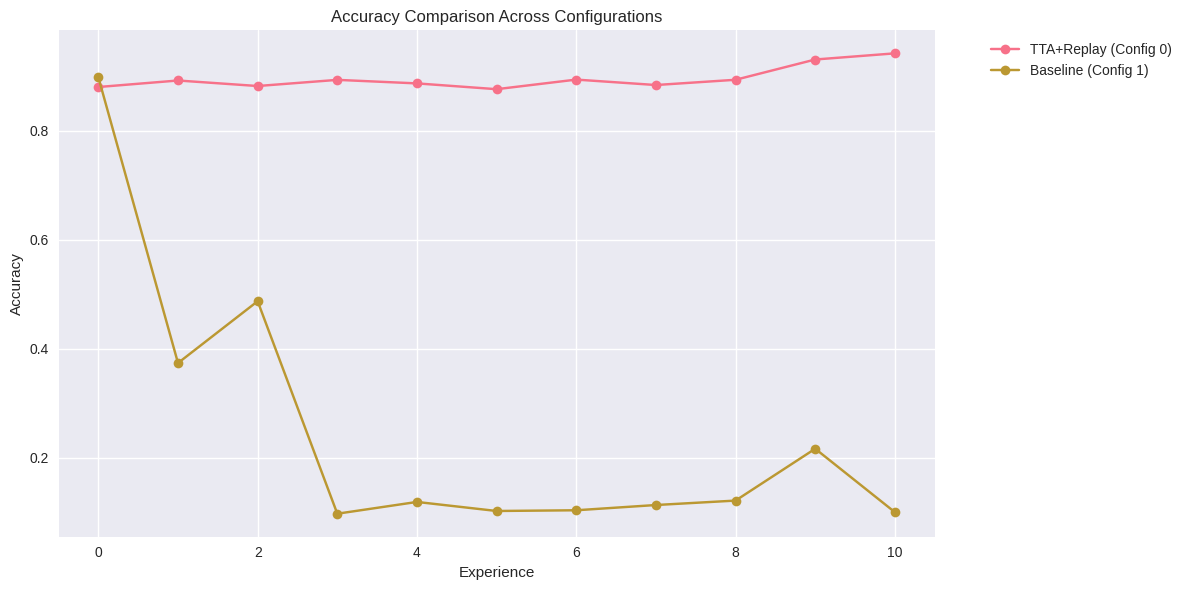 Accuracy Comparison Across Configurations
TTA+Replay (Config 0)
Baseline (Config 1)
Accuracy
0.8
0.6
0.4
0.2
0 2 4 6 8 10
Experience